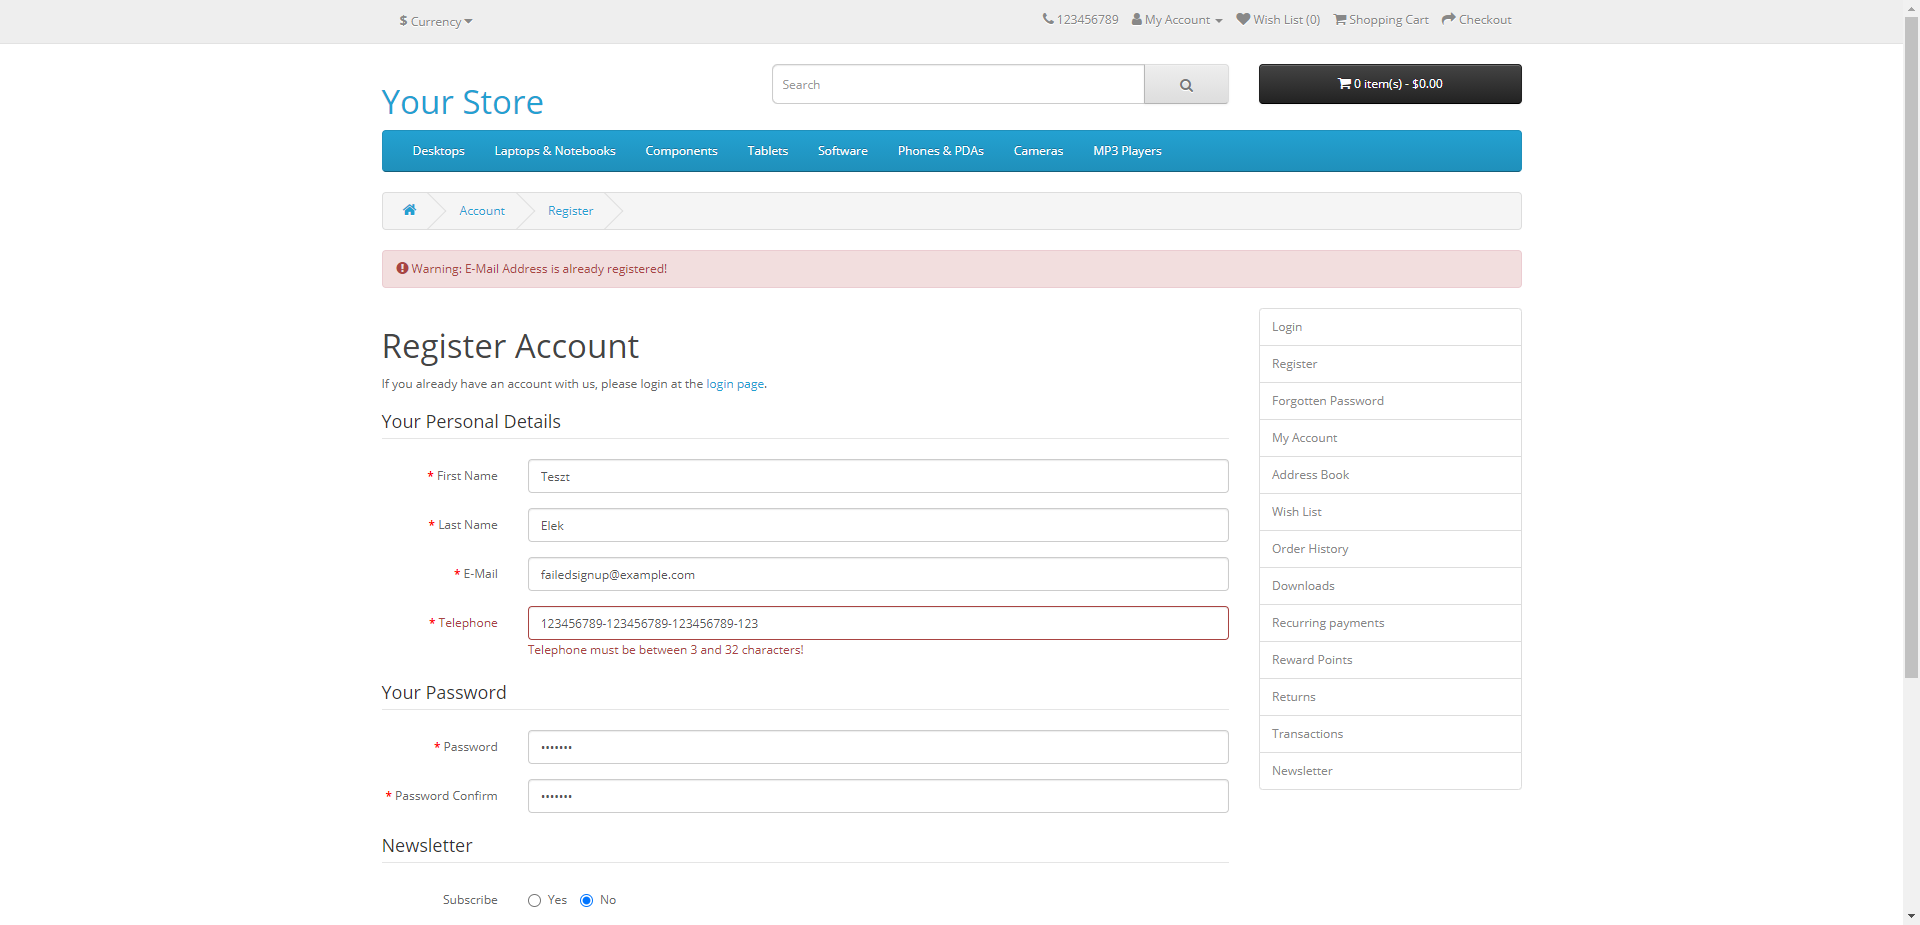 $ Currency
123456789 My Account Wish List (0) Shopping Cart Checkout
Your Store
Search
0 item(s) - $0.00
Desktops Laptops & Notebooks Components Tablets Software Phones & PDAs Cameras MP3 Players
Account Register
Warning: E-Mail Address is already registered!
Register Account
If you already have an account with us, please login at the login page.
Your Personal Details
* First Name Teszt
* Last Name Elek
* E-Mail failedsignup@example.com
* Telephone 123456789-123456789-123456789-123
Telephone must be between 3 and 32 characters!
Your Password
* Password •••••••
* Password Confirm •••••••
Newsletter
Subscribe Yes No
Login
Register
Forgotten Password
My Account
Address Book
Wish List
Order History
Downloads
Recurring payments
Reward Points
Returns
Transactions
Newsletter